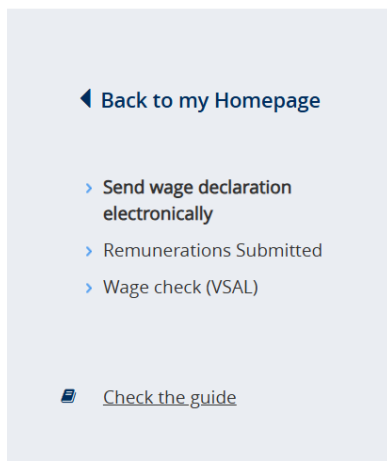 Back to my Homepage
Send wage declaration
electronically
Remunerations Submitted
Wage check (VSAL)
Check the guide